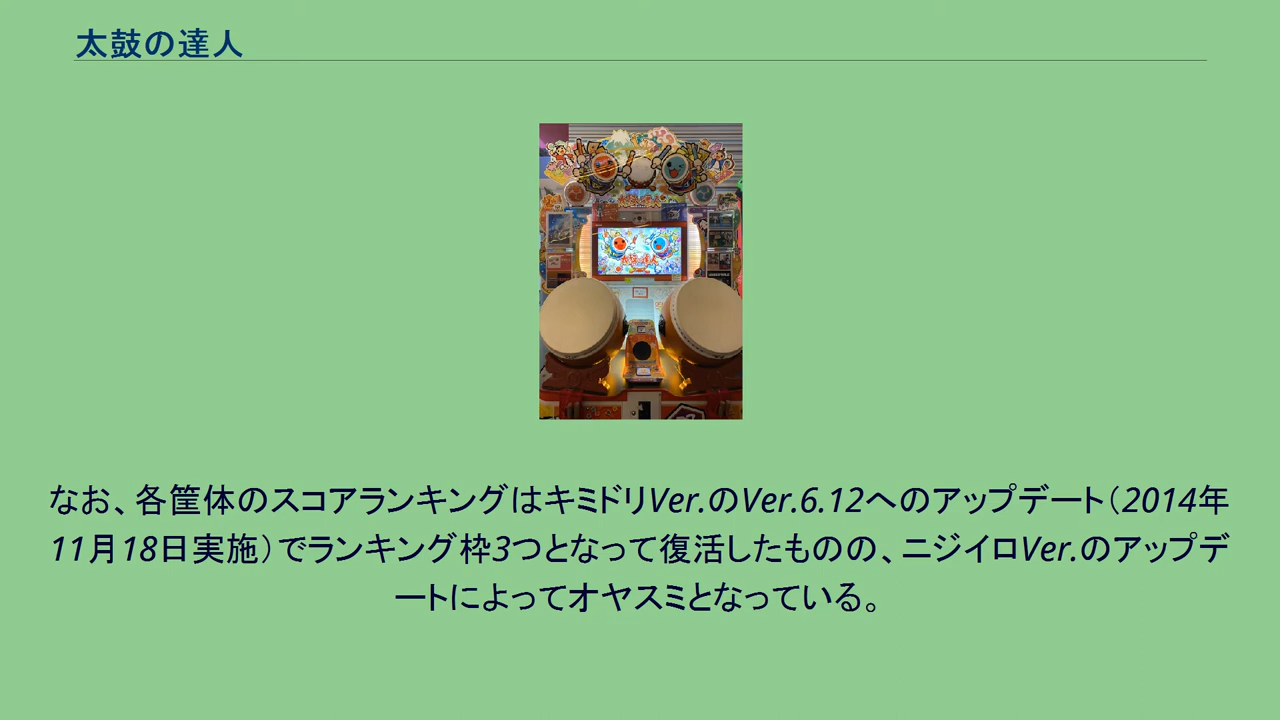 太鼓の達人
太鼓の達人
なお、各筐体のスコアランキングはキミドリVer.のVer.6.12へのアップデート（2014年
11月18日実施）でランキング枠3つとなって復活したものの、ニジイロVer.のアップデ
ートによってオヤスミとなっている。